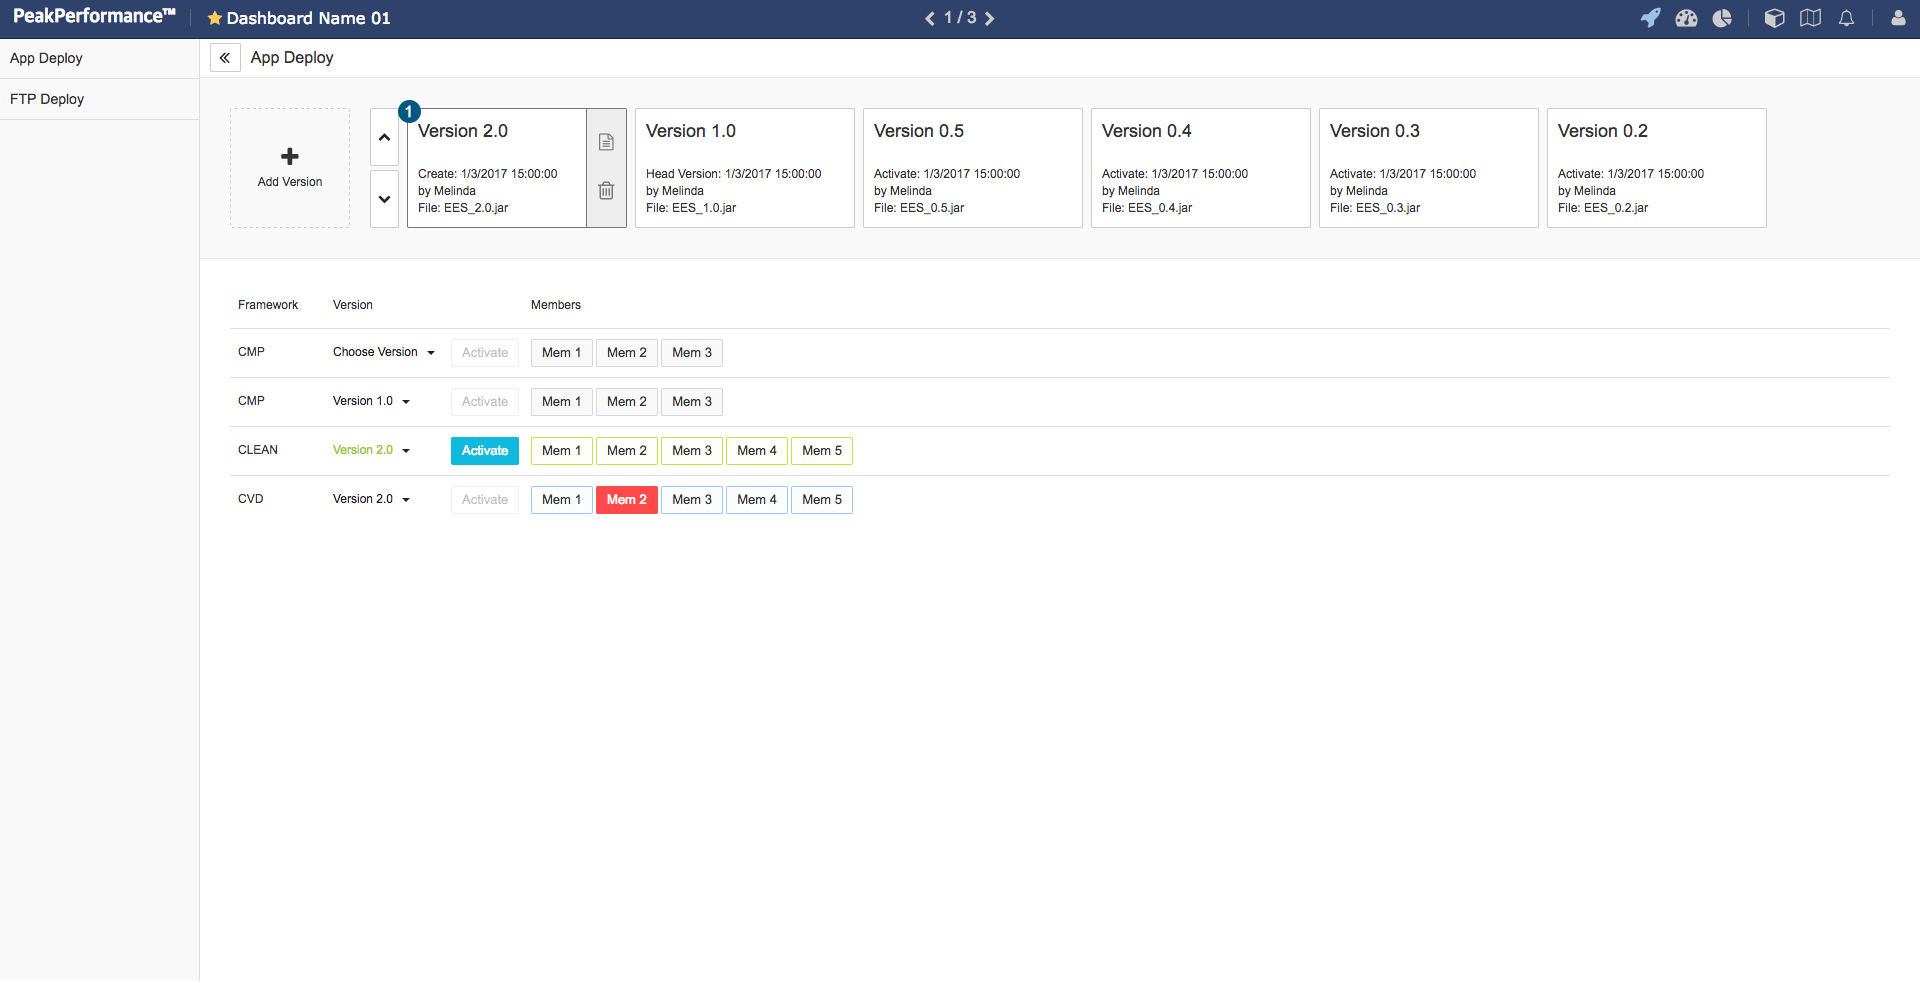 PeakPerformance™
Dashboard Name 01
1 / 3
App Deploy
FTP Deploy
App Deploy
Add Version
1
Version 2.0
Create: 1/3/2017 15:00:00
by Melinda
File: EES_2.0.jar
Version 1.0
Head Version: 1/3/2017 15:00:00
by Melinda
File: EES_1.0.jar
Version 0.5
Activate: 1/3/2017 15:00:00
by Melinda
File: EES_0.5.jar
Version 0.4
Activate: 1/3/2017 15:00:00
by Melinda
File: EES_0.4.jar
Version 0.3
Activate: 1/3/2017 15:00:00
by Melinda
File: EES_0.3.jar
Version 0.2
Activate: 1/3/2017 15:00:00
by Melinda
File: EES_0.2.jar
Framework Version Members
CMP Choose Version Activate Mem 1 Mem 2 Mem 3
CMP Version 1.0 Activate Mem 1 Mem 2 Mem 3
CLEAN Version 2.0 Activate Mem 1 Mem 2 Mem 3 Mem 4 Mem 5
CVD Version 2.0 Activate Mem 1 Mem 2 Mem 3 Mem 4 Mem 5